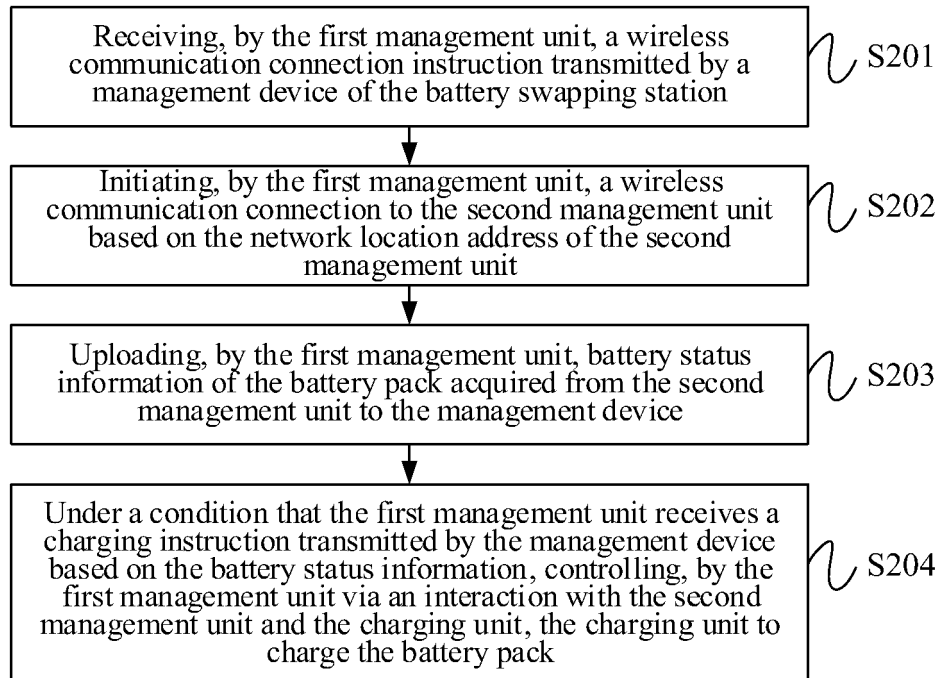 Receiving, by the first management unit, a wireless
communication connection instruction transmitted by a
management device of the battery swapping station
S201
Initiating, by the first management unit, a wireless
communication connection to the second management unit
based on the network location address of the second
management unit
S202
Uploading, by the first management unit, battery status
information of the battery pack acquired from the second
management unit to the management device
S203
Under a condition that the first management unit receives a
charging instruction transmitted by the management device
based on the battery status information, controlling, by the
first management unit via an interaction with the second
management unit and the charging unit, the charging unit to
charge the battery pack
S204